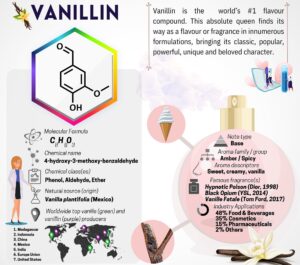 VANILLIN
Vanillin is the world's #1 flavour
compound. This absolute queen finds its
way as a flavour or fragrance in innumerous
formulations, bringing its classic, popular,
powerful, unique and beloved character.
O
O
OH
Molecular Formula
C₈H₈O₃
Chemical name
4-hydroxy-3-methoxy-benzaldehyde
Chemical class(es)
Phenol, Aldehyde, Ether
Natural source (origin)
Vanilla plantifolia (Mexico)
Worldwide top vanilla (green) and
vanillin (purple) producers
1. Madagascar
2. Indonesia
3. China
4. Mexico
5. India
6. Europe Union
7. United States
Note type
Base
Aroma family / group
Amber / Spicy
Aroma descriptors
Sweet, creamy, vanilla
Favourite fragrance(s)
Hypnotic Poison (Dior, 1998)
Black Opium (YSL, 2014)
Vanille Fatale (Tom Ford, 2017)
Industry Applications
48% Food & Beverages
35% Cosmetics
15% Pharmaceuticals
2% Others